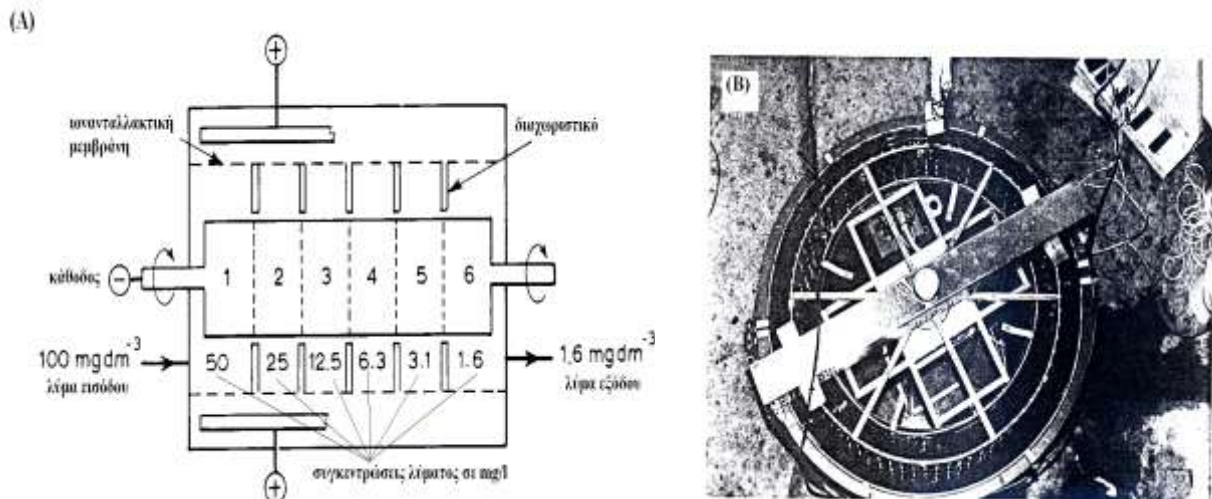 (A)
ιονανταλλακτική
μεμβράνη
διαχωριστικό
κάθοδος
1 2 3 4 5 6
100 mgdm⁻³
λύμα εισόδου
50 25 12.5 6.3 3.1 1.6
1,6 mgdm⁻³
λύμα εξόδου
συγκεντρώσεις λύματος σε mg/l
(B)